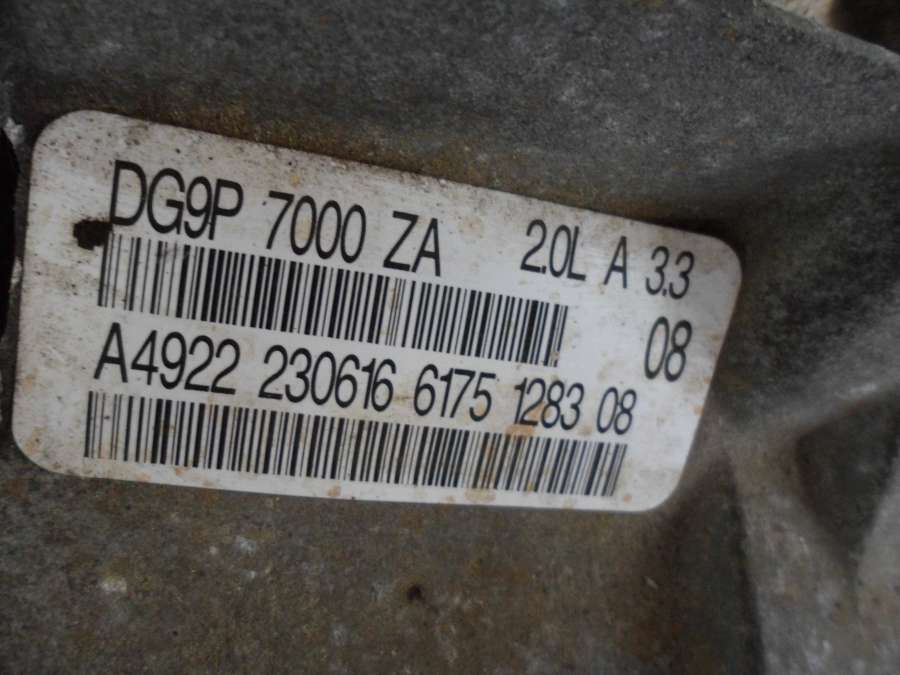 DG9P 7000 ZA 2.0L A 3.3
08
A4922 230616 6175 1283 08